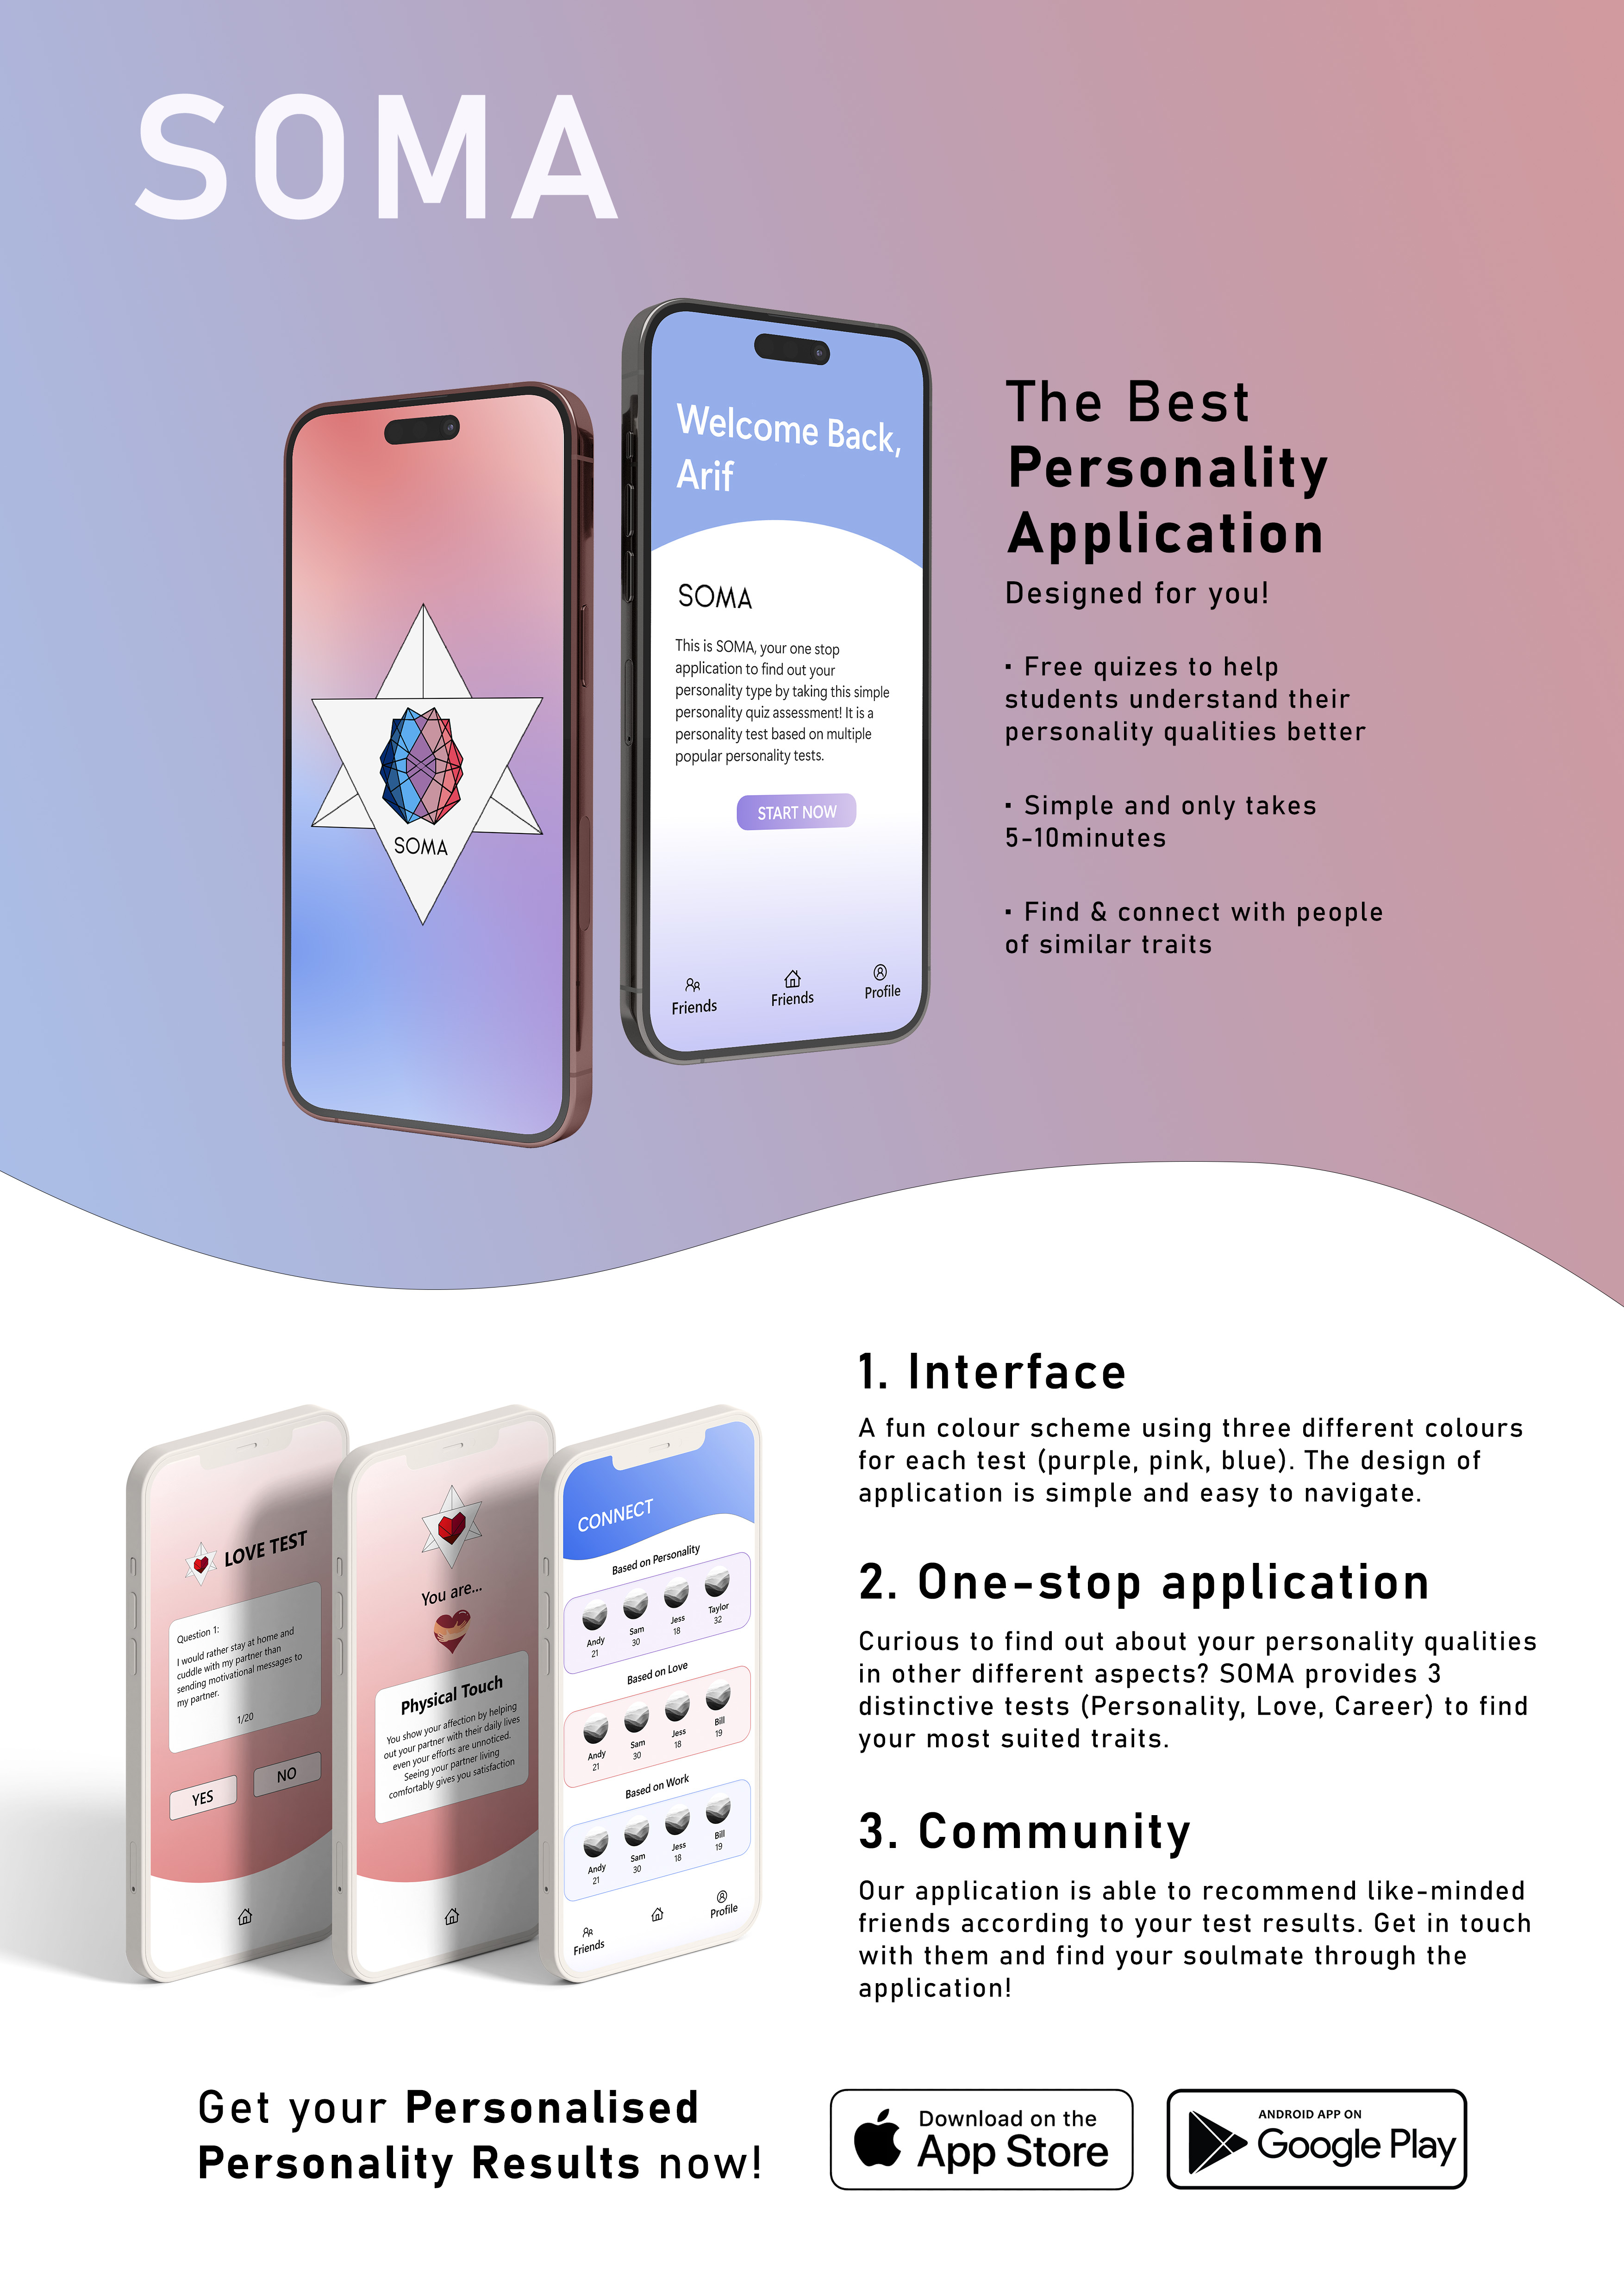 SOMA
SOMA
Welcome Back,
Arif
SOMA
This is SOMA, your one stop
application to find out your
personality type by taking this simple
personality quiz assessment! It is a
personality test based on multiple
popular personality tests.
START NOW
Friends
Friends
Profile
The Best
Personality
Application
Designed for you!
· Free quizes to help
students understand their
personality qualities better
· Simple and only takes
5-10minutes
· Find & connect with people
of similar traits
LOVE TEST
Question 1:
I would rather stay at home and
cuddle with my partner than
sending motivational messages to
my partner.
1/20
YES
NO
You are...
Physical Touch
You show your affection by helping
out your partner with their daily lives
even your efforts are unnoticed.
Seeing your partner living
comfortably gives you satisfaction
CONNECT
Based on Personality
Andy
21
Sam
30
Jess
18
Taylor
32
Based on Love
Andy
21
Sam
30
Jess
18
Bill
19
Based on Work
Andy
21
Sam
30
Jess
18
Bill
19
Friends
Profile
1. Interface
A fun colour scheme using three different colours
for each test (purple, pink, blue). The design of
application is simple and easy to navigate.
2. One-stop application
Curious to find out about your personality qualities
in other different aspects? SOMA provides 3
distinctive tests (Personality, Love, Career) to find
your most suited traits.
3. Community
Our application is able to recommend like-minded
friends according to your test results. Get in touch
with them and find your soulmate through the
application!
Get your Personalised
Personality Results now!
Download on the
App Store
ANDROID APP ON
Google Play